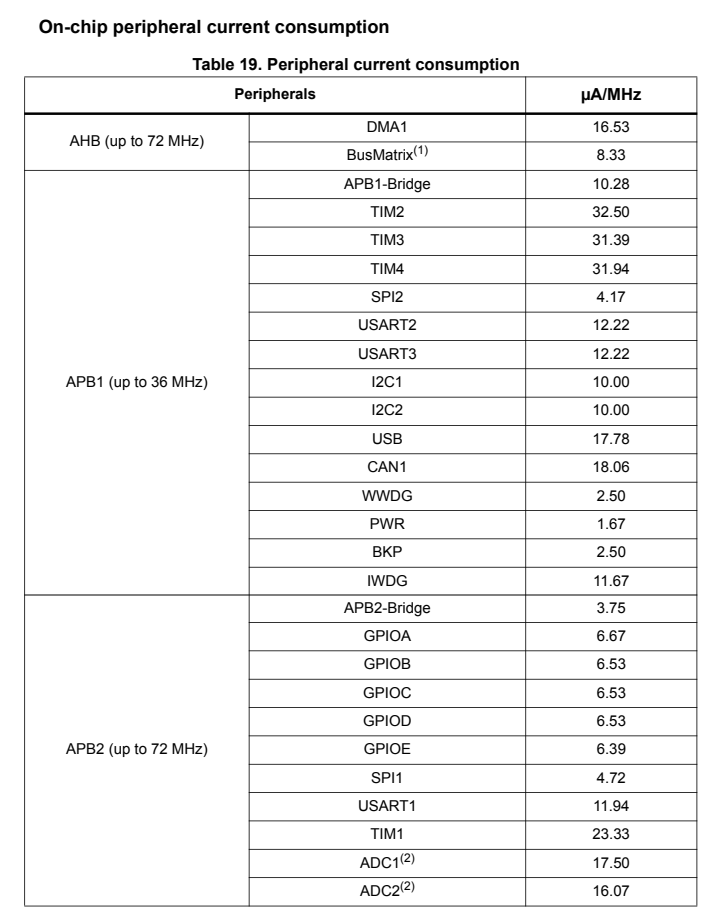 On-chip peripheral current consumption
Table 19. Peripheral current consumption
Peripherals µA/MHz
AHB (up to 72 MHz)
DMA1 16.53
BusMatrix(1) 8.33
APB1 (up to 36 MHz)
APB1-Bridge 10.28
TIM2 32.50
TIM3 31.39
TIM4 31.94
SPI2 4.17
USART2 12.22
USART3 12.22
I2C1 10.00
I2C2 10.00
USB 17.78
CAN1 18.06
WWDG 2.50
PWR 1.67
BKP 2.50
IWDG 11.67
APB2 (up to 72 MHz)
APB2-Bridge 3.75
GPIOA 6.67
GPIOB 6.53
GPIOC 6.53
GPIOD 6.53
GPIOE 6.39
SPI1 4.72
USART1 11.94
TIM1 23.33
ADC1(2) 17.50
ADC2(2) 16.07